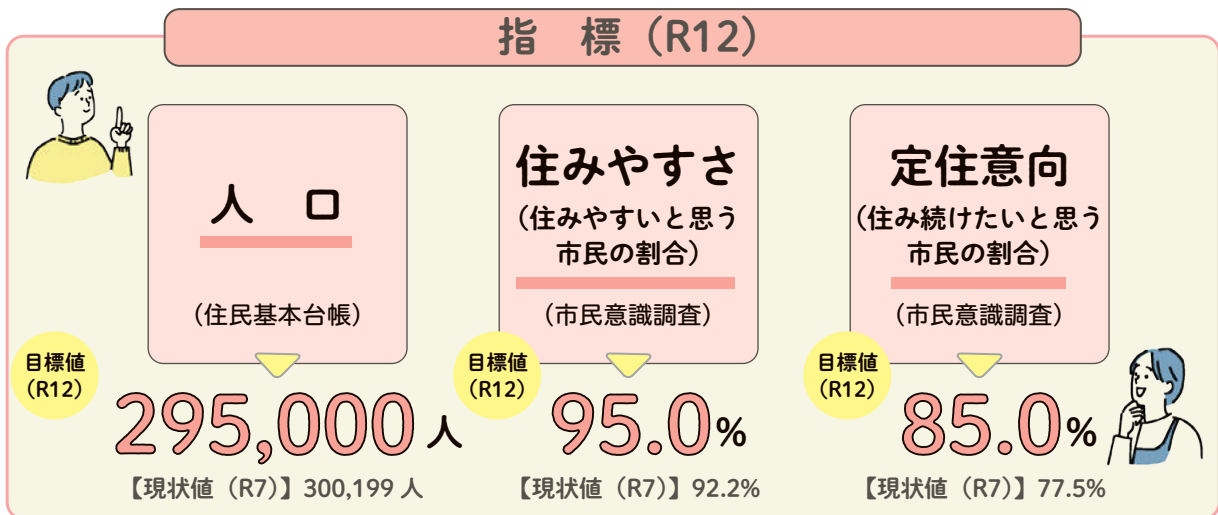 指　標（R12）
人　口
（住民基本台帳）
目標値
（R12）
295,000 人
【現状値（R7）】300,199 人
住みやすさ
（住みやすいと思う
市民の割合）
（市民意識調査）
目標値
（R12）
95.0%
【現状値（R7）】92.2%
定住意向
（住み続けたいと思う
市民の割合）
（市民意識調査）
目標値
（R12）
85.0%
【現状値（R7）】77.5%